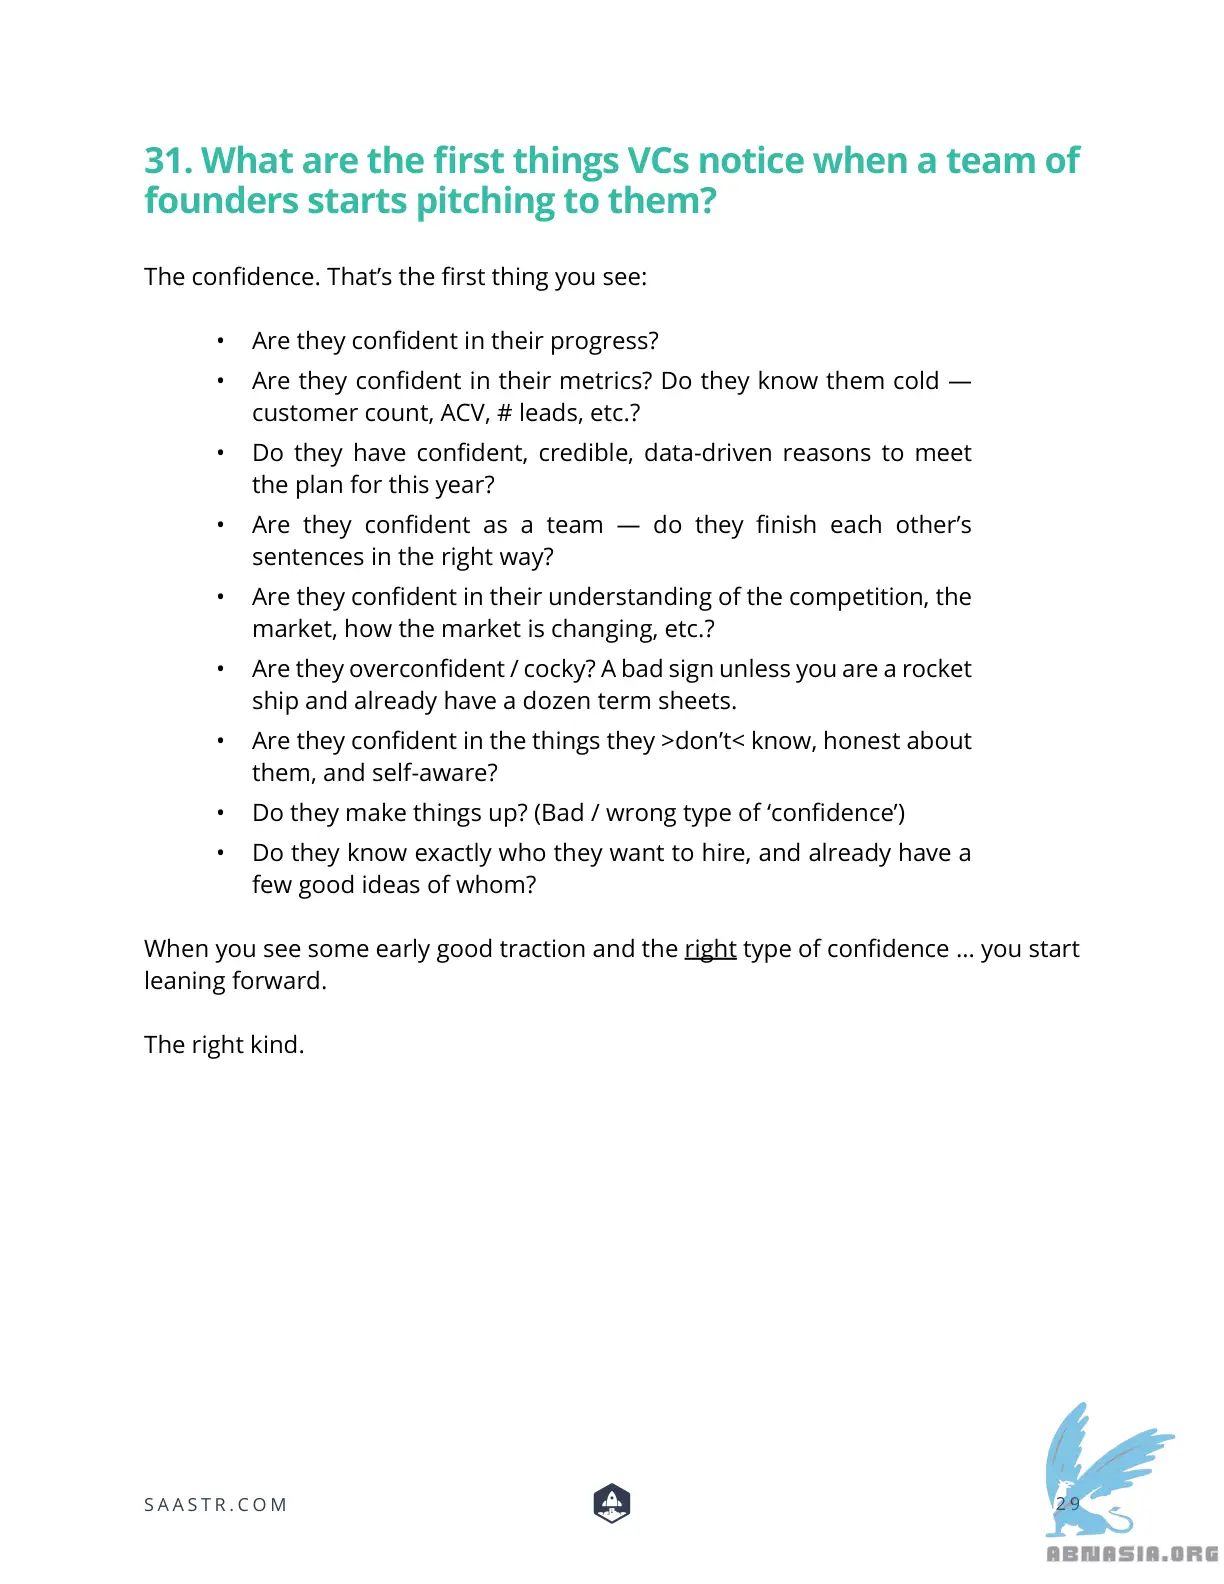 31. What are the first things VCs notice when a team of
founders starts pitching to them?
The confidence. That’s the first thing you see:
• Are they confident in their progress?
• Are they confident in their metrics? Do they know them cold —
customer count, ACV, # leads, etc.?
• Do they have confident, credible, data-driven reasons to meet
the plan for this year?
• Are they confident as a team — do they finish each other’s
sentences in the right way?
• Are they confident in their understanding of the competition, the
market, how the market is changing, etc.?
• Are they overconfident / cocky? A bad sign unless you are a rocket
ship and already have a dozen term sheets.
• Are they confident in the things they >don’t< know, honest about
them, and self-aware?
• Do they make things up? (Bad / wrong type of ‘confidence’)
• Do they know exactly who they want to hire, and already have a
few good ideas of whom?
When you see some early good traction and the right type of confidence ... you start
leaning forward.
The right kind.
SAASTR.COM
29
ABNASIA.ORG